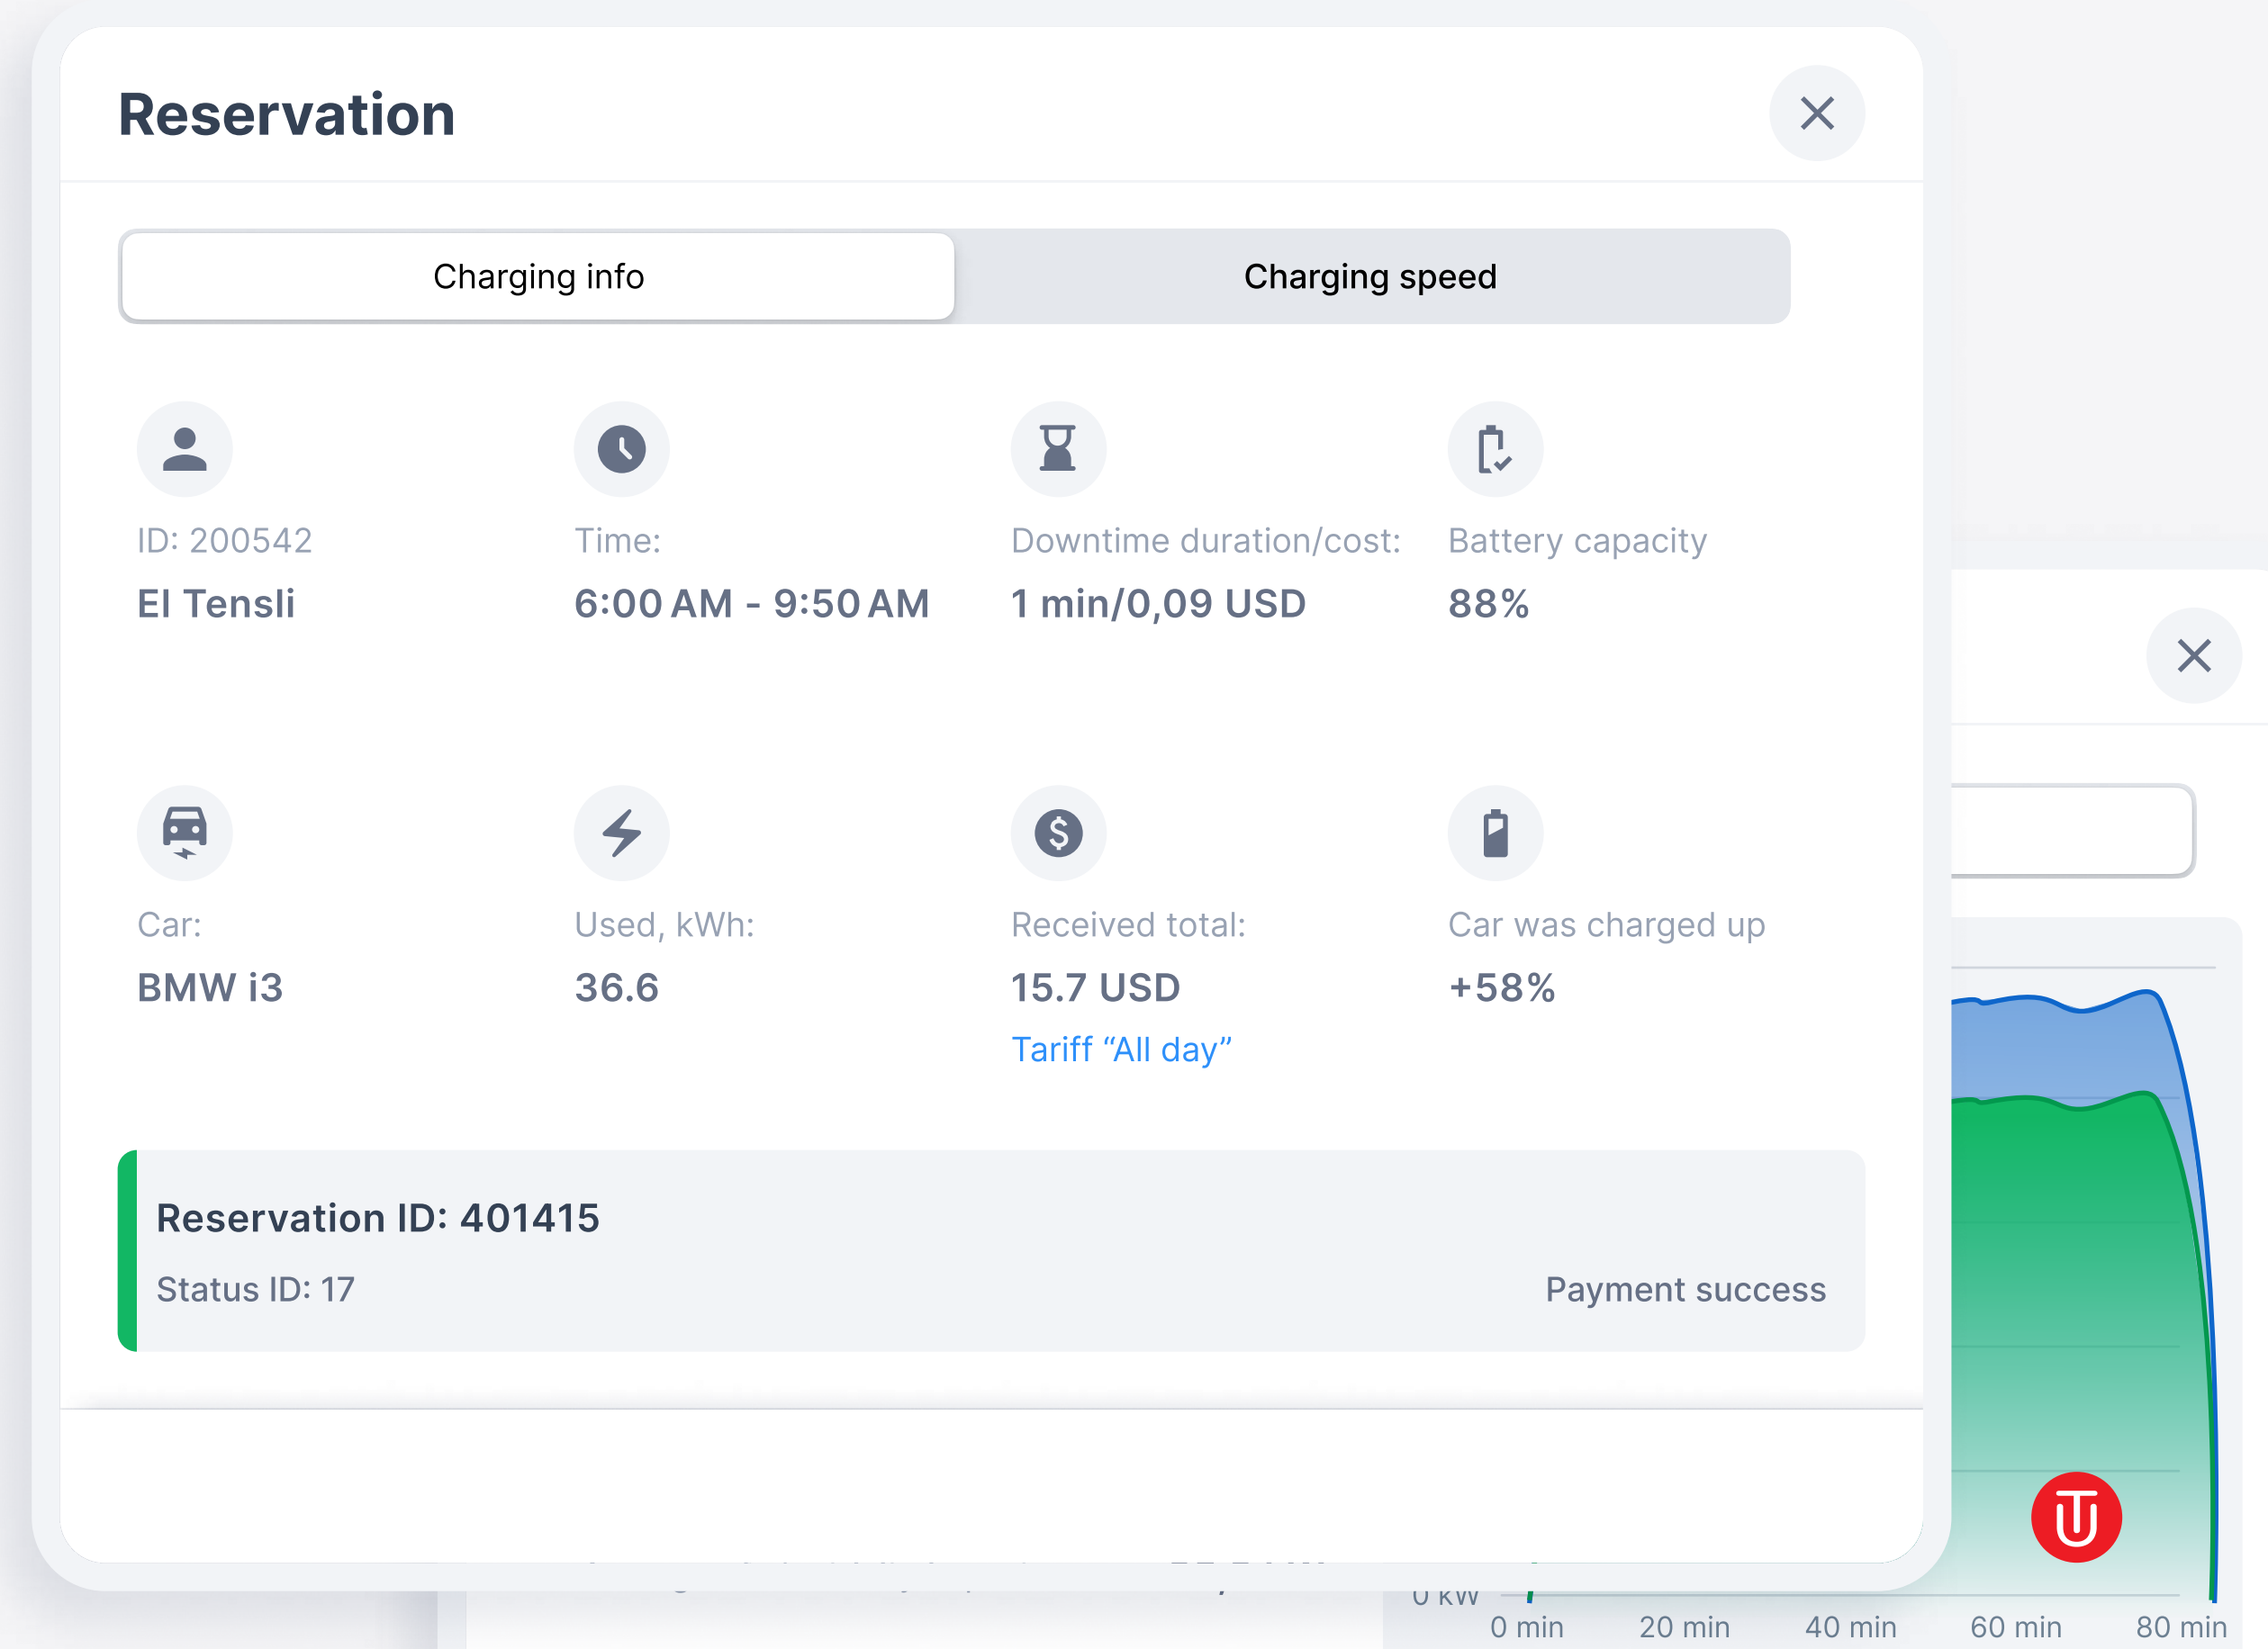 Reservation
Charging info
Charging speed
ID: 200542
El Tensli
Time:
6:00 AM - 9:50 AM
Downtime duration/cost:
1 min/0,09 USD
Battery capacity
88%
Car:
BMW i3
Used, kWh:
36.6
Received total:
15.7 USD
Tariff “All day”
Car was charged up
+58%
Reservation ID: 401415
Status ID: 17
Payment success
0 kW
0 min
20 min
40 min
60 min
80 min